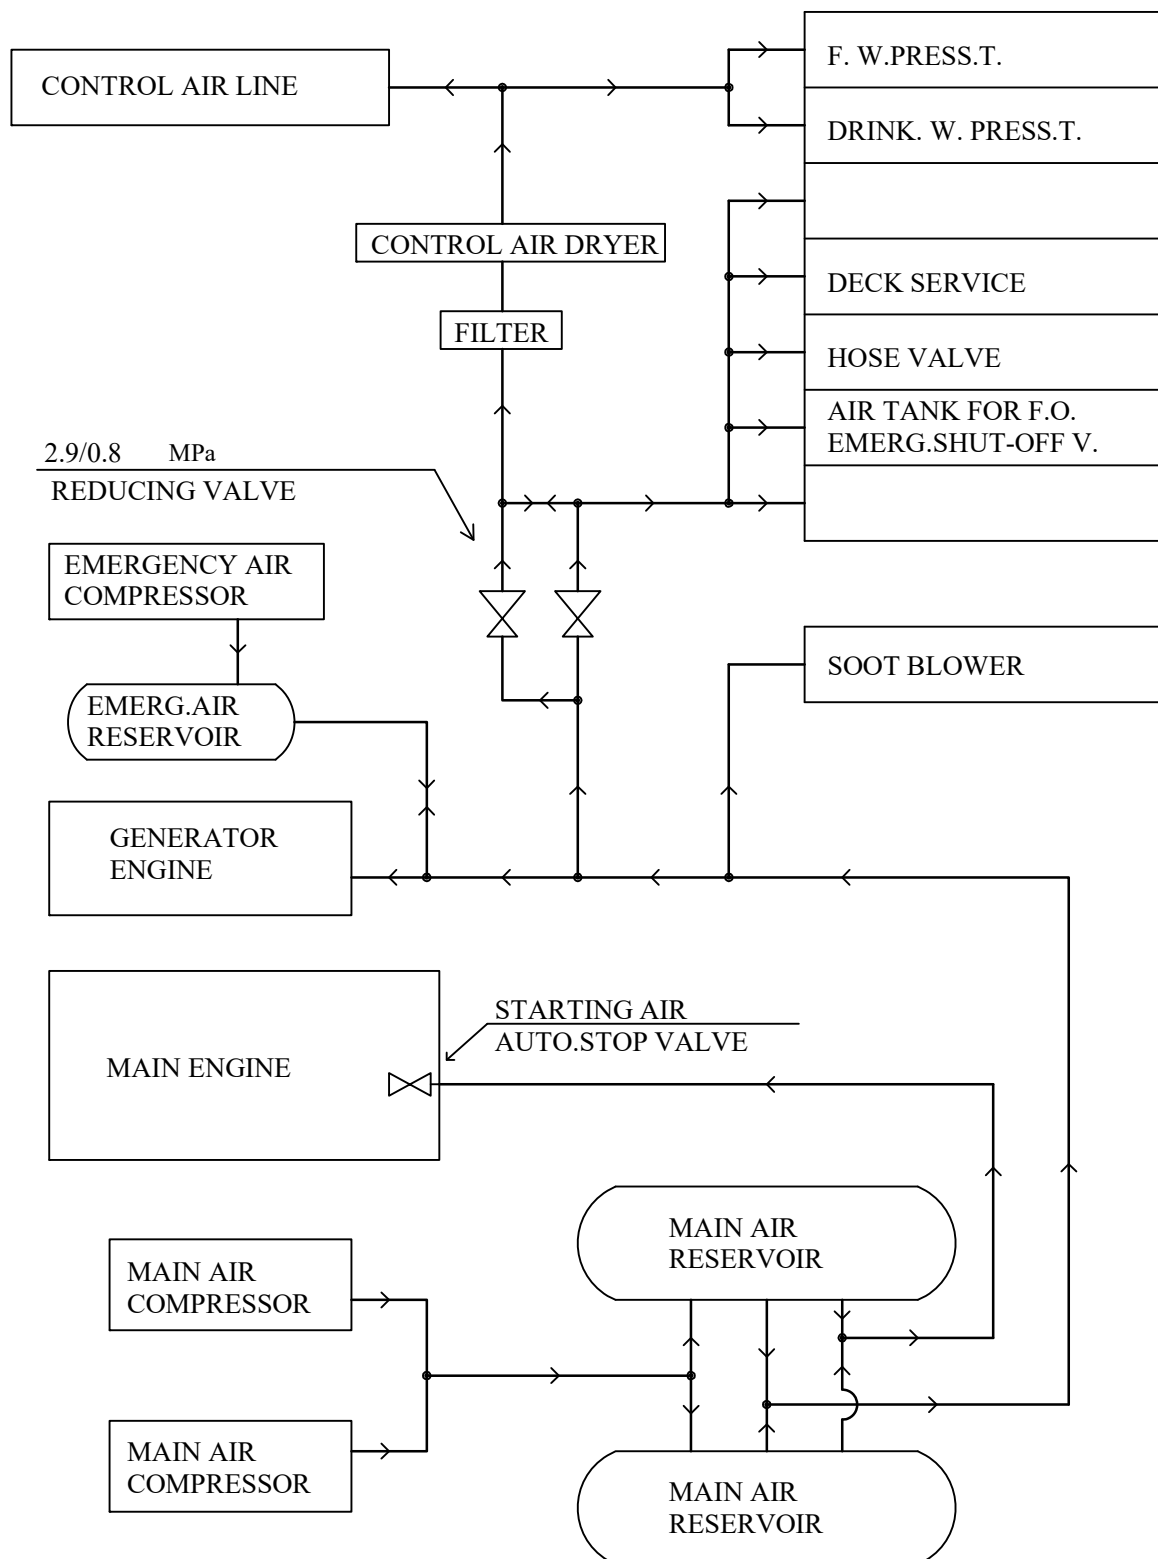 F. W.PRESS.T.
CONTROL AIR LINE
DRINK. W. PRESS.T.
CONTROL AIR DRYER
DECK SERVICE
FILTER
HOSE VALVE
AIR TANK FOR F.O.
EMERG.SHUT-OFF V.
2.9/0.8 MPa
REDUCING VALVE
EMERGENCY AIR
COMPRESSOR
SOOT BLOWER
EMERG.AIR
RESERVOIR
GENERATOR
ENGINE
STARTING AIR
AUTO.STOP VALVE
MAIN ENGINE
MAIN AIR
RESERVOIR
MAIN AIR
COMPRESSOR
MAIN AIR
COMPRESSOR
MAIN AIR
RESERVOIR